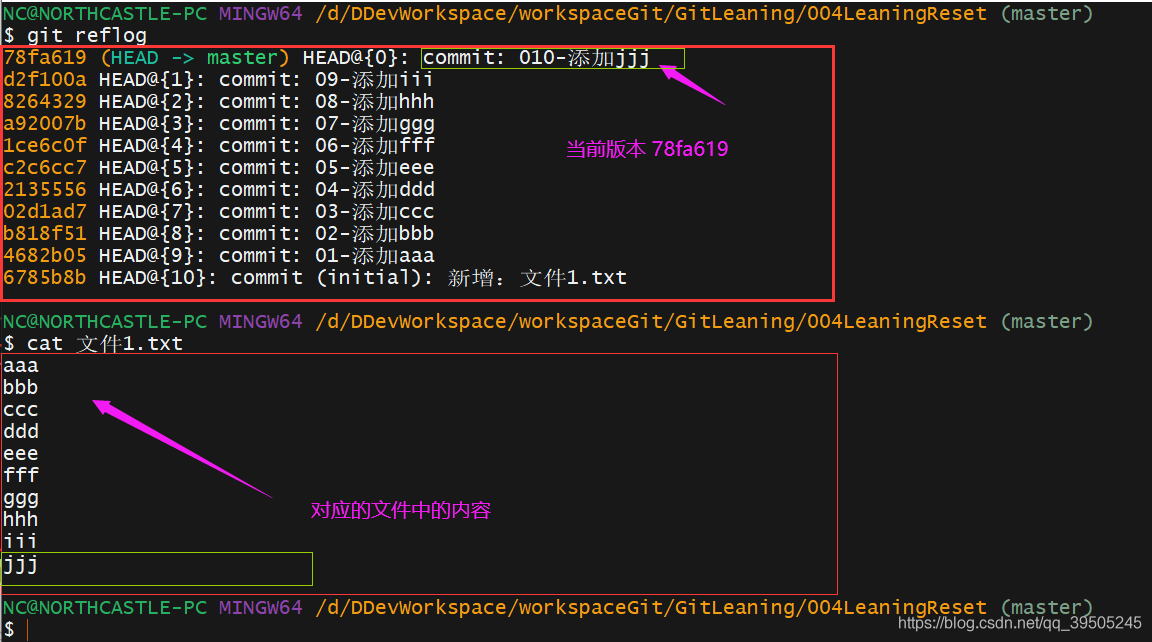 NC@NORTHCASTLE-PC MINGW64 /d/DDevWorkspace/workspaceGit/GitLeaning/004LeaningReset (master)
$ git reflog
78fa619 (HEAD -> master) HEAD@{0}: commit: 010-添加jjj
d2f100a HEAD@{1}: commit: 09-添加iii
8264329 HEAD@{2}: commit: 08-添加hhh
a92007b HEAD@{3}: commit: 07-添加ggg
当前版本 78fa619
1ce6c0f HEAD@{4}: commit: 06-添加fff
c2c6cc7 HEAD@{5}: commit: 05-添加eee
2135556 HEAD@{6}: commit: 04-添加ddd
02d1ad7 HEAD@{7}: commit: 03-添加ccc
b818f51 HEAD@{8}: commit: 02-添加bbb
4682b05 HEAD@{9}: commit: 01-添加aaa
6785b8b HEAD@{10}: commit (initial): 新增: 文件1.txt
NC@NORTHCASTLE-PC MINGW64 /d/DDevWorkspace/workspaceGit/GitLeaning/004LeaningReset (master)
$ cat 文件1.txt
aaa
bbb
ccc
ddd
eee
fff
ggg
对应的文件中的内容
hhh
iii
jjj
NC@NORTHCASTLE-PC MINGW64 /d/DDevWorkspace/workspaceGit/GitLeaning/004LeaningReset (master)
$
https://blog.csdn.net/qq_39505245